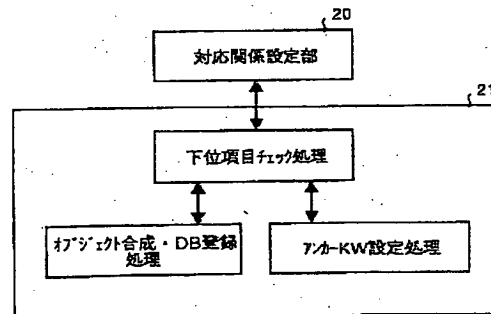 20
対応関係設定部
21
下位項目チェック処理
オブジェクト合成・DB登録
処理
アンカーKW設定処理